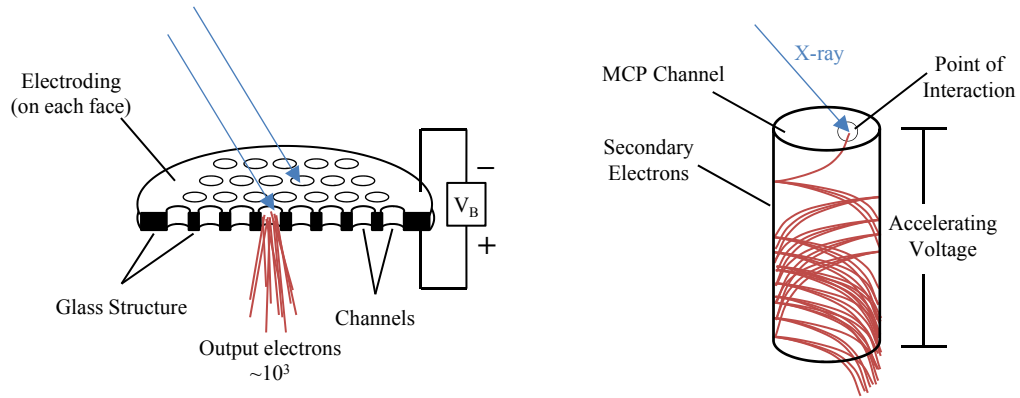 Electroding
(on each face)
−
V_B
+
Glass Structure
Channels
Output electrons
~10³
X-ray
MCP Channel
Point of
Interaction
Secondary
Electrons
Accelerating
Voltage